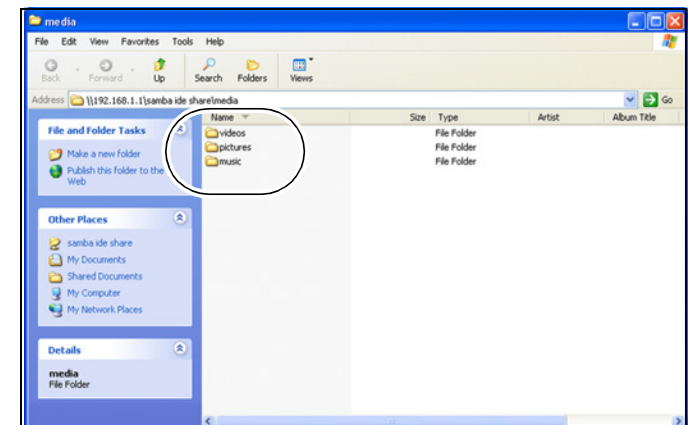 media
File Edit View Favorites Tools Help
Back Forward Up Search Folders Views
Address \\192.168.1.1\samba ide share\media Go
Name Size Type Artist Album Title
videos File Folder
pictures File Folder
music File Folder
File and Folder Tasks
Make a new folder
Publish this folder to the
Web
Other Places
samba ide share
My Documents
Shared Documents
My Computer
My Network Places
Details
media
File Folder